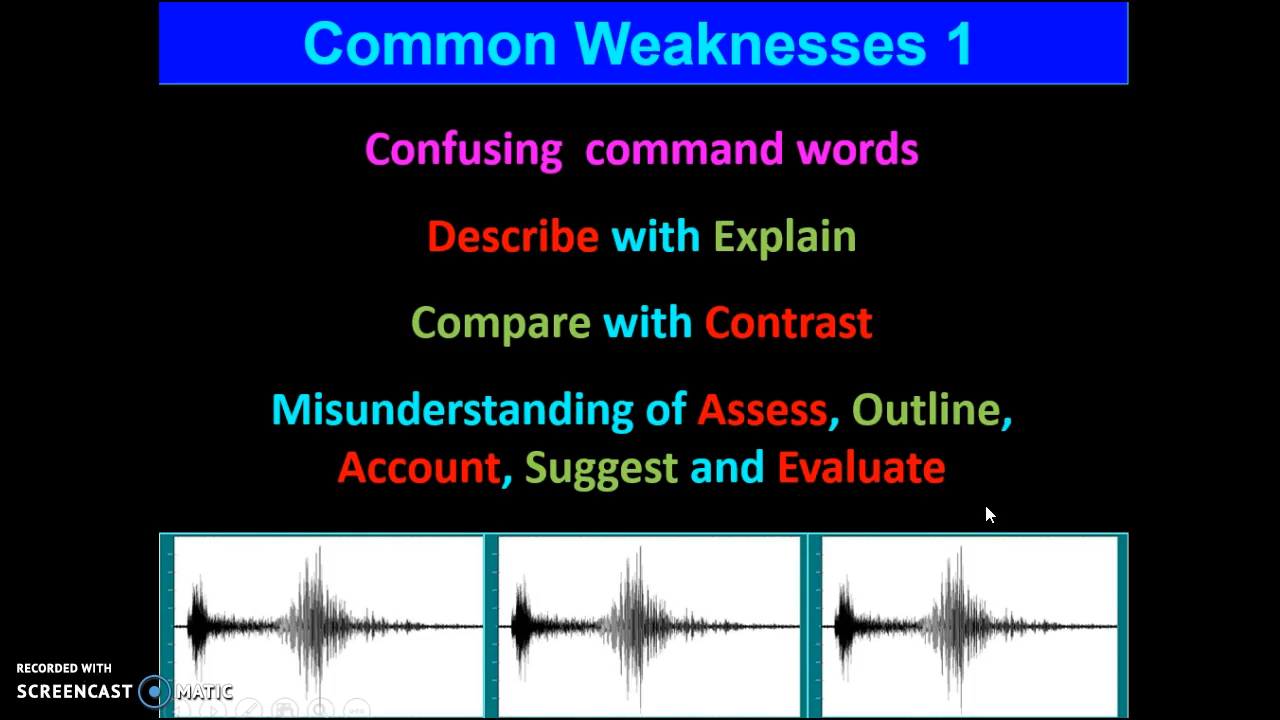 Common Weaknesses 1
Confusing command words
Describe with Explain
Compare with Contrast
Misunderstanding of Assess, Outline,
Account, Suggest and Evaluate
RECORDED WITH
SCREENCAST MATIC